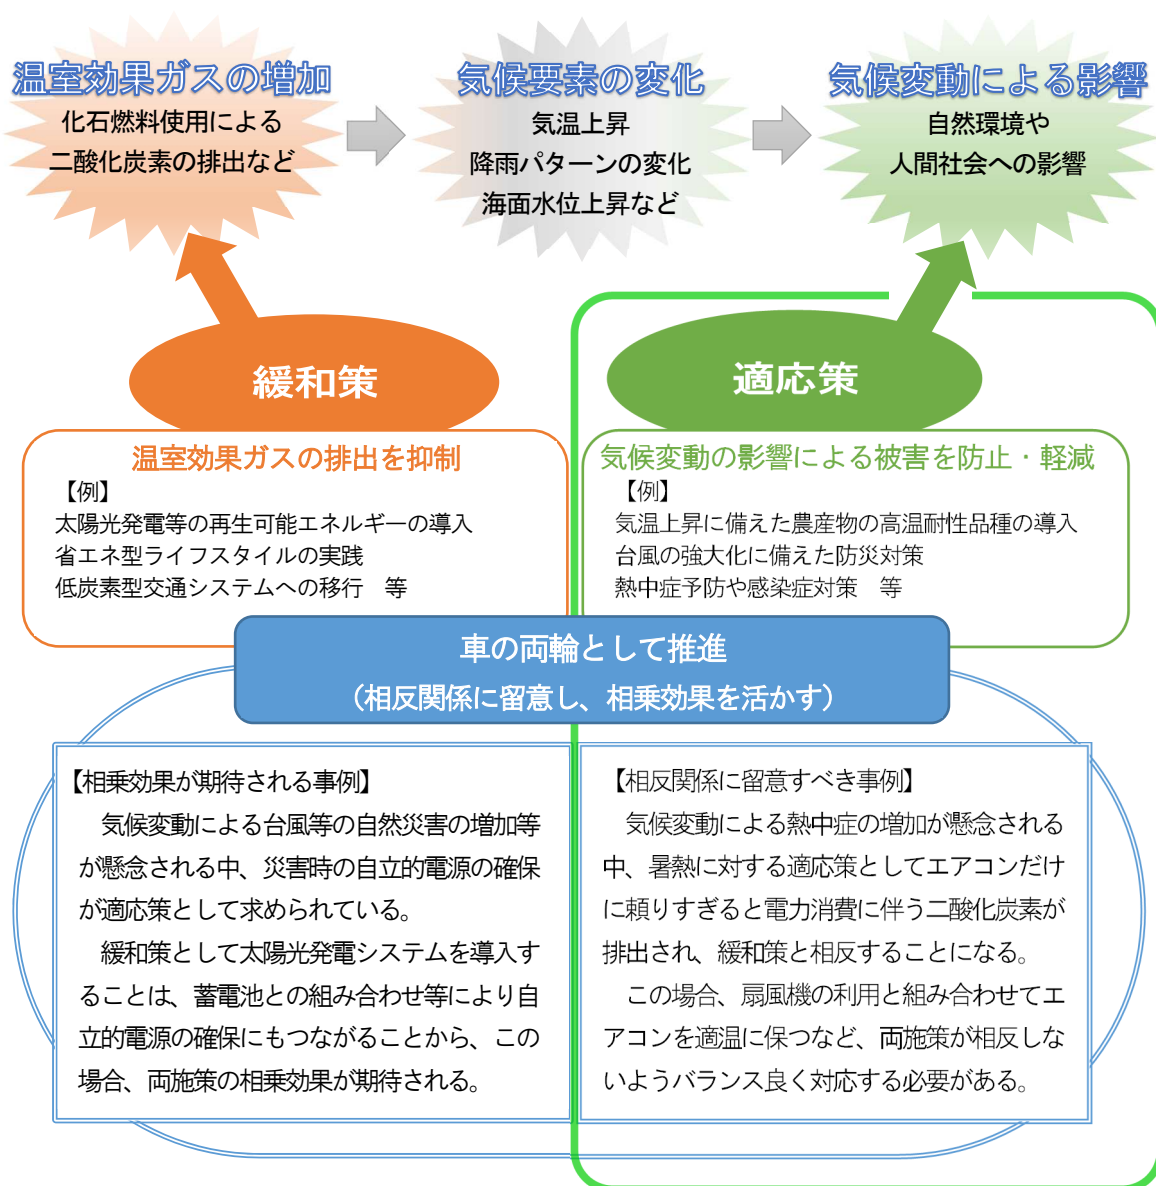 温室効果ガスの増加
化石燃料使用による
二酸化炭素の排出など
気候要素の変化
気温上昇
降雨パターンの変化
海面水位上昇など
気候変動による影響
自然環境や
人間社会への影響
緩和策
適応策
温室効果ガスの排出を抑制
【例】
太陽光発電等の再生可能エネルギーの導入
省エネ型ライフスタイルの実践
低炭素型交通システムへの移行　等
気候変動の影響による被害を防止・軽減
【例】
気温上昇に備えた農産物の高温耐性品種の導入
台風の強大化に備えた防災対策
熱中症予防や感染症対策　等
車の両輪として推進
（相反関係に留意し、相乗効果を活かす）
【相乗効果が期待される事例】
気候変動による台風等の自然災害の増加等
が懸念される中、災害時の自立的電源の確保
が適応策として求められている。
緩和策として太陽光発電システムを導入す
ることは、蓄電池との組み合わせ等により自
立的電源の確保にもつながることから、この
場合、両施策の相乗効果が期待される。
【相反関係に留意すべき事例】
気候変動による熱中症の増加が懸念される
中、暑熱に対する適応策としてエアコンだけ
に頼りすぎると電力消費に伴う二酸化炭素が
排出され、緩和策と相反することになる。
この場合、扇風機の利用と組み合わせてエ
アコンを適温に保つなど、両施策が相反しな
いようバランス良く対応する必要がある。